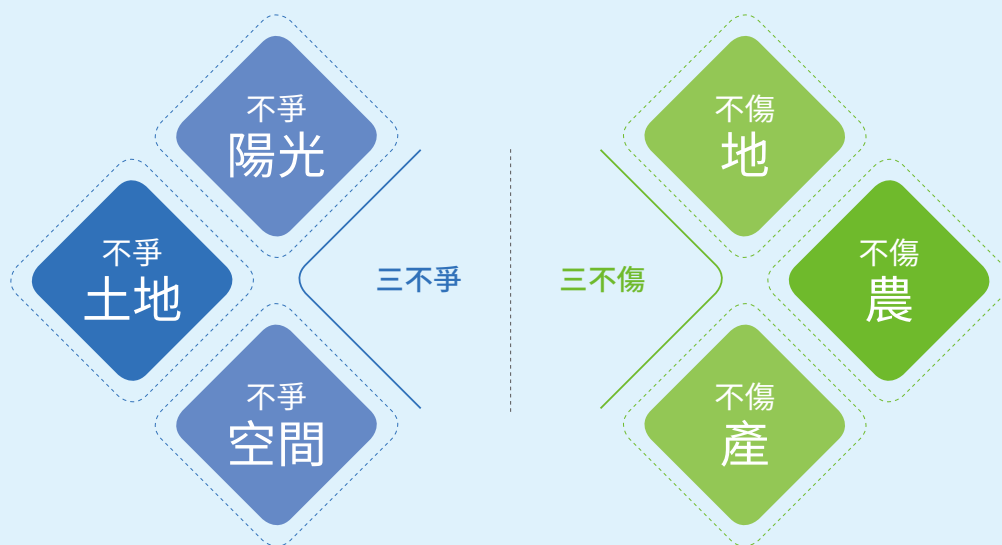 不爭
陽光
不爭
土地
不爭
空間
三不爭
三不傷
不傷
地
不傷
農
不傷
產